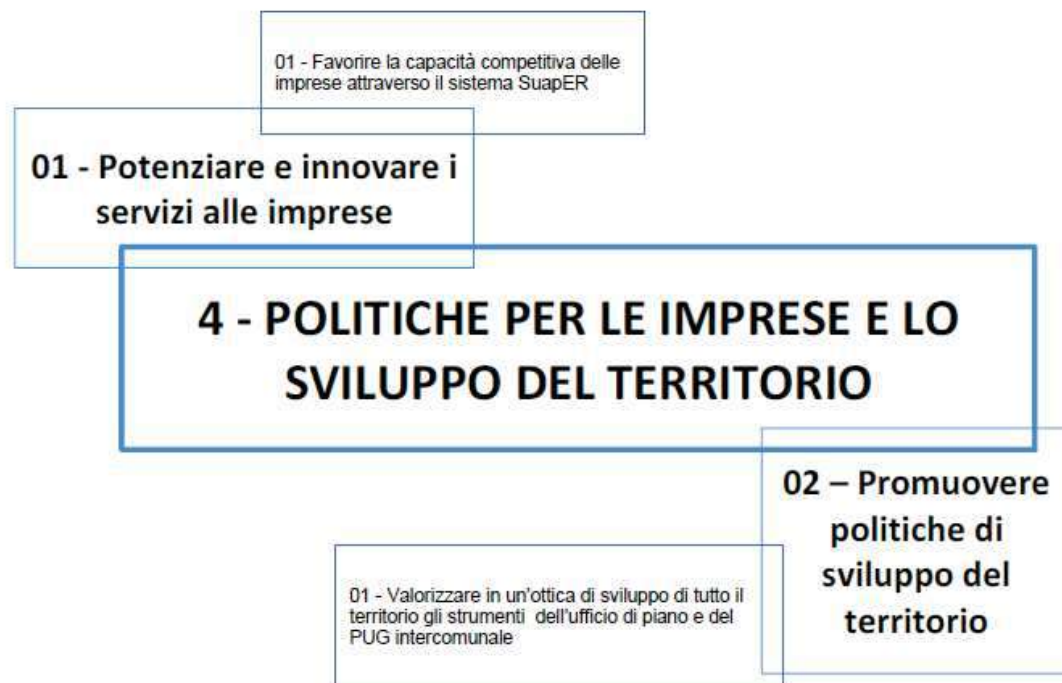 01 - Favorire la capacità competitiva delle
imprese attraverso il sistema SuapER
01 - Potenziare e innovare i
servizi alle imprese
4 - POLITICHE PER LE IMPRESE E LO
SVILUPPO DEL TERRITORIO
02 – Promuovere
politiche di
sviluppo del
territorio
01 - Valorizzare in un'ottica di sviluppo di tutto il
territorio gli strumenti  dell'ufficio di piano e del
PUG intercomunale